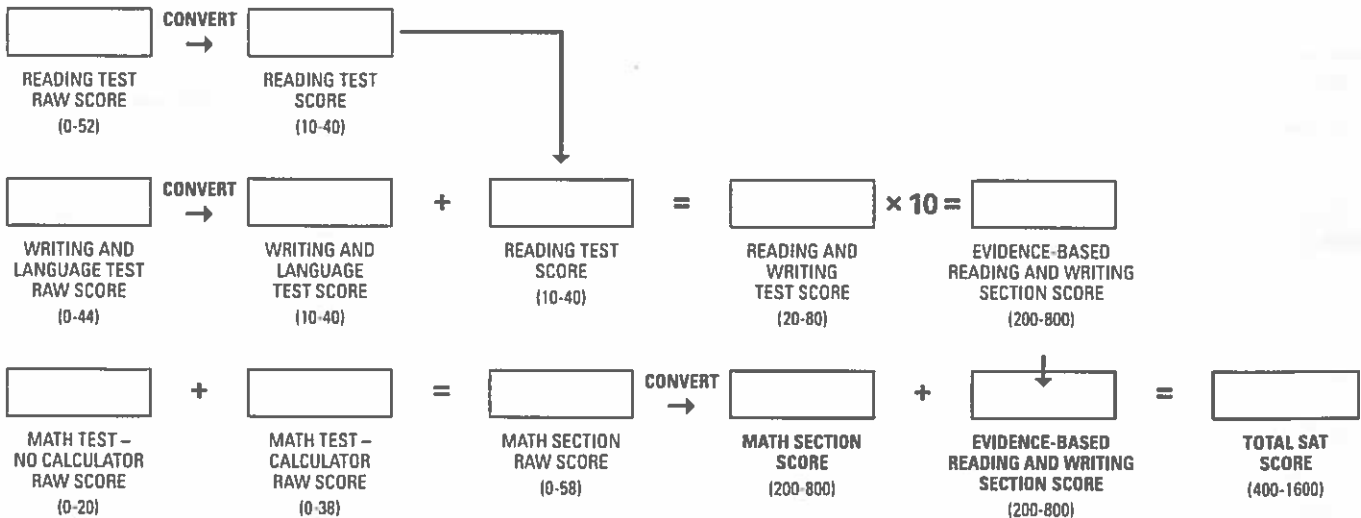 CONVERT
→
READING TEST
RAW SCORE
(0-52)
READING TEST
SCORE
(10-40)
CONVERT
→
+
=
× 10 =
WRITING AND
LANGUAGE TEST
RAW SCORE
(0-44)
WRITING AND
LANGUAGE
TEST SCORE
(10-40)
READING TEST
SCORE
(10-40)
READING AND
WRITING
TEST SCORE
(20-80)
EVIDENCE-BASED
READING AND WRITING
SECTION SCORE
(200-800)
+
=
CONVERT
→
+
=
MATH TEST –
NO CALCULATOR
RAW SCORE
(0-20)
MATH TEST –
CALCULATOR
RAW SCORE
(0-38)
MATH SECTION
RAW SCORE
(0-58)
MATH SECTION
SCORE
(200-800)
EVIDENCE-BASED
READING AND WRITING
SECTION SCORE
(200-800)
TOTAL SAT
SCORE
(400-1600)